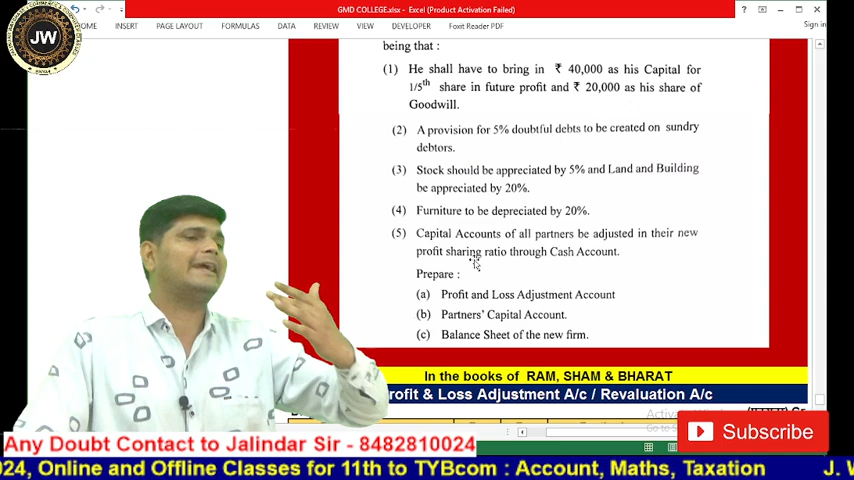 GMD COLLEGE.xlsx - Excel (Product Activation Failed)
HOME INSERT PAGE LAYOUT FORMULAS DATA REVIEW VIEW DEVELOPER Foxit Reader PDF Sign in
JW
being that :
(1) He shall have to bring in ₹ 40,000 as his Capital for
1/5th share in future profit and ₹ 20,000 as his share of
Goodwill.
(2) A provision for 5% doubtful debts to be created on sundry
debtors.
(3) Stock should be appreciated by 5% and Land and Building
be appreciated by 20%.
(4) Furniture to be depreciated by 20%.
(5) Capital Accounts of all partners be adjusted in their new
profit sharing ratio through Cash Account.
Prepare :
(a) Profit and Loss Adjustment Account
(b) Partners' Capital Account.
(c) Balance Sheet of the new firm.
In the books of RAM, SHAM & BHARAT
rofit & Loss Adjustment A/c / Revaluation A/c
Subscribe
Any Doubt Contact to Jalindar Sir - 8482810024
024, Online and Offline Classes for 11th to TYBcom : Account, Maths, Taxation J. W